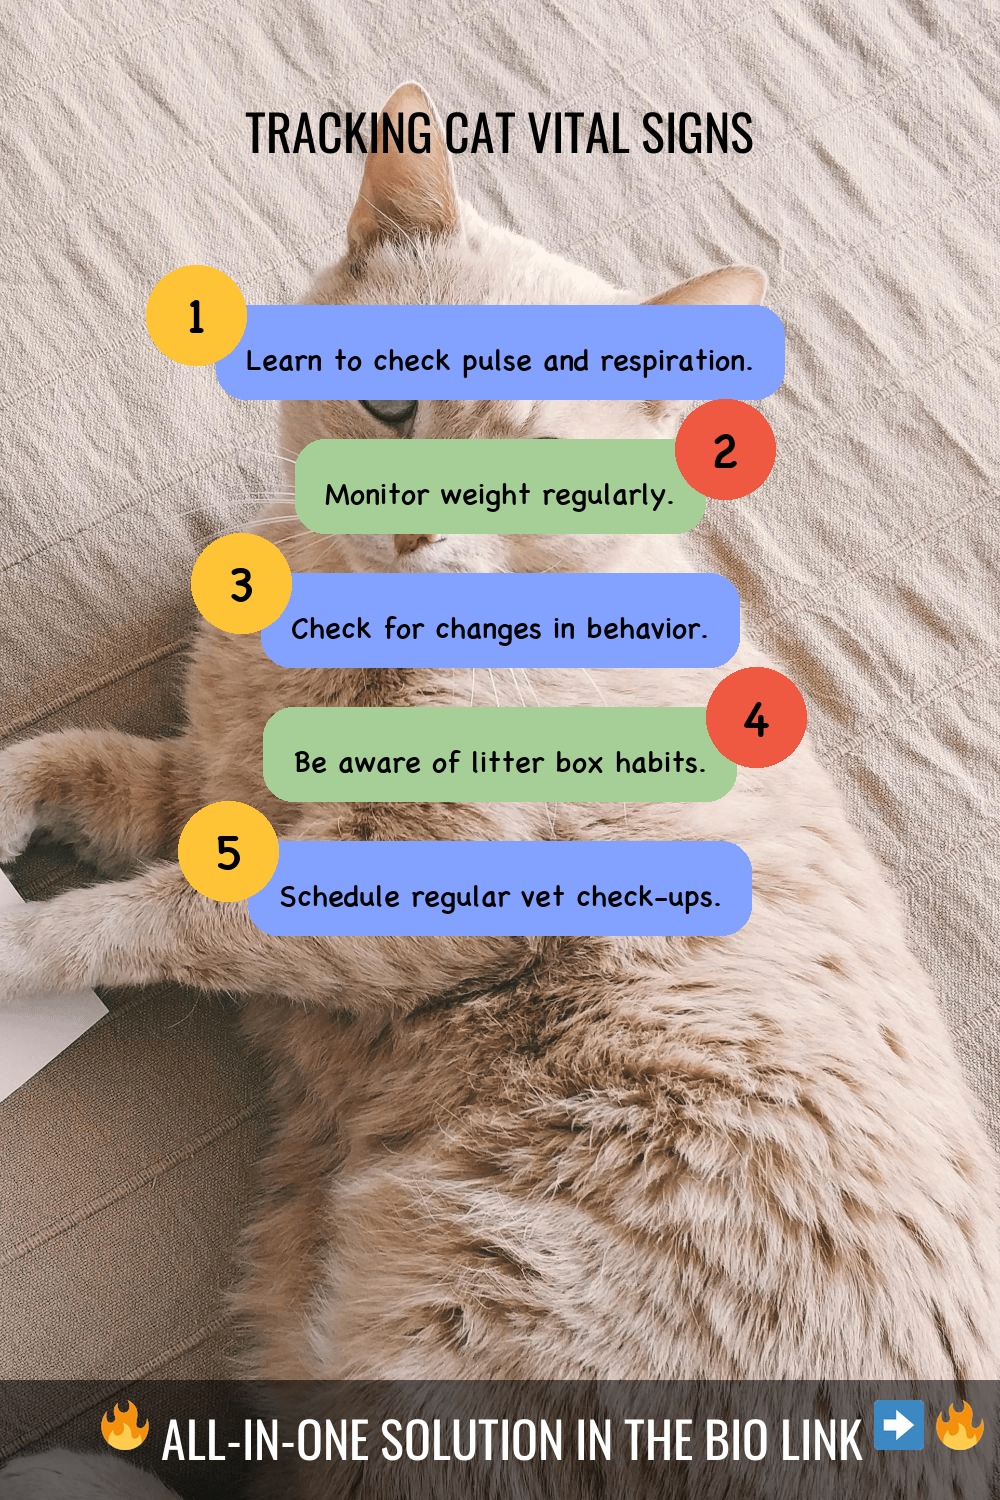 TRACKING CAT VITAL SIGNS
1
Learn to check pulse and respiration.
2
Monitor weight regularly.
3
Check for changes in behavior.
4
Be aware of litter box habits.
5
Schedule regular vet check-ups.
🔥 ALL-IN-ONE SOLUTION IN THE BIO LINK ➡️ 🔥